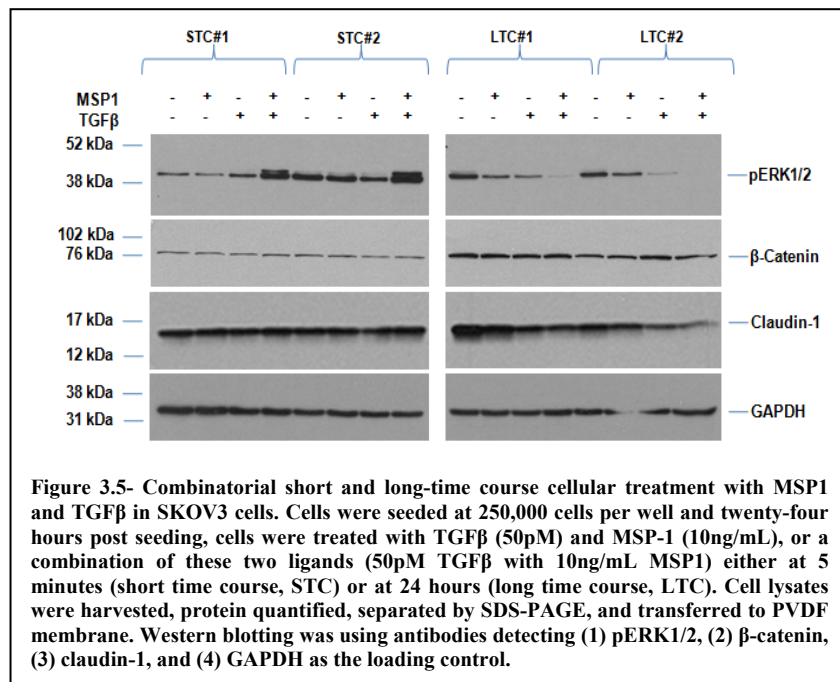 STC#1 STC#2 LTC#1 LTC#2
MSP1 - + - + - + - + - + - + - + - +
TGFβ - - + + - - + + - - + + - - + +
52 kDa
38 kDa
pERK1/2
102 kDa
76 kDa
β-Catenin
17 kDa
12 kDa
Claudin-1
38 kDa
31 kDa
GAPDH
Figure 3.5- Combinatorial short and long-time course cellular treatment with MSP1
and TGFβ in SKOV3 cells. Cells were seeded at 250,000 cells per well and twenty-four
hours post seeding, cells were treated with TGFβ (50pM) and MSP-1 (10ng/mL), or a
combination of these two ligands (50pM TGFβ with 10ng/mL MSP1) either at 5
minutes (short time course, STC) or at 24 hours (long time course, LTC). Cell lysates
were harvested, protein quantified, separated by SDS-PAGE, and transferred to PVDF
membrane. Western blotting was using antibodies detecting (1) pERK1/2, (2) β-catenin,
(3) claudin-1, and (4) GAPDH as the loading control.